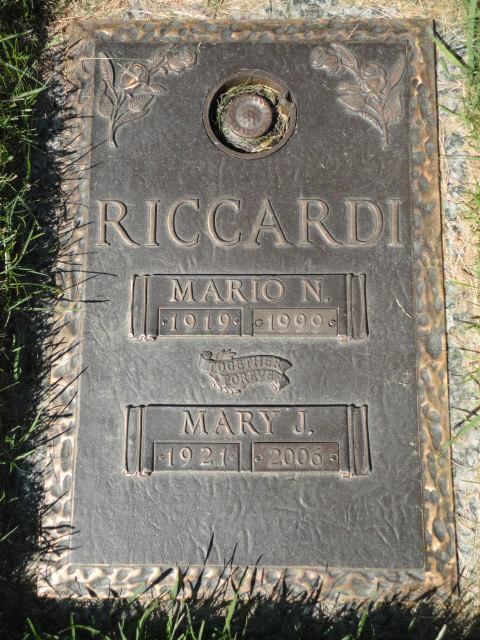 RICCARDI
MARIO N.
1919 1999
TOGETHER
FOREVER
MARY J.
1921 2006